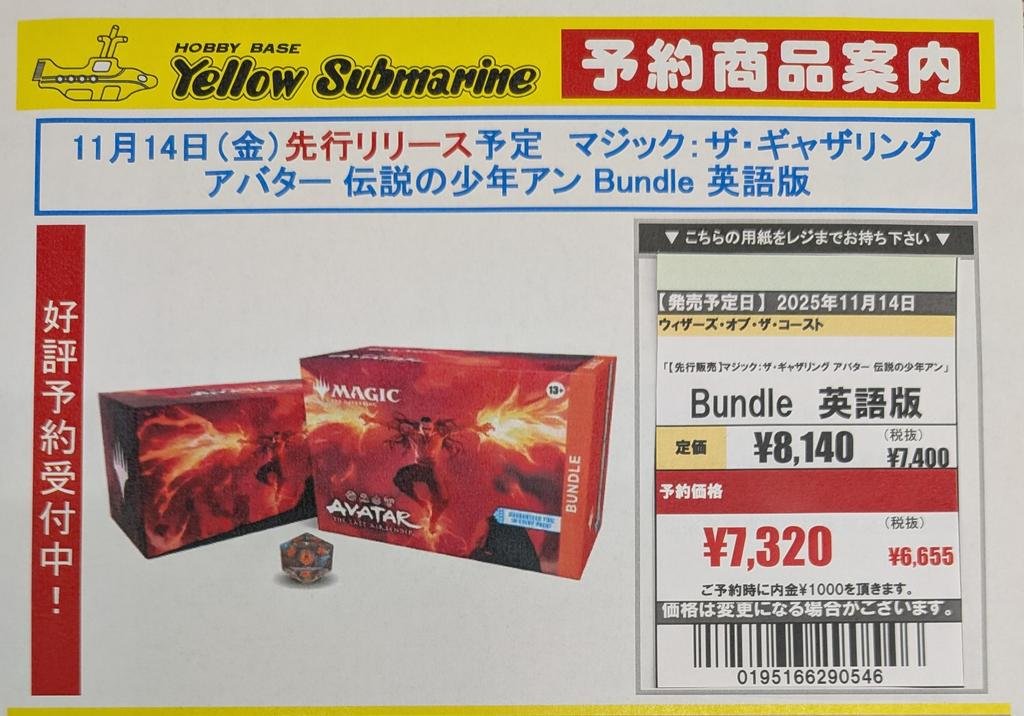 HOBBY BASE
Yellow Submarine
予約商品案内
11月14日(金)先行リリース予定 マジック:ザ・ギャザリング
アバター 伝説の少年アン Bundle 英語版
好評予約受付中!
MAGIC
THE GATHERING
13+
AVATAR
THE LAST AIRBENDER
BUNDLE
▼ こちらの用紙をレジまでお持ち下さい ▼
【発売予定日】 2025年11月14日
ウィザーズ・オブ・ザ・コースト
「【先行販売】マジック:ザ・ギャザリング アバター 伝説の少年アン」
Bundle 英語版
定価 ¥8,140 (税抜) ¥7,400
予約価格
¥7,320 (税抜) ¥6,655
ご予約時に内金¥1000を頂きます。
価格は変更になる場合がございます。
0195166290546